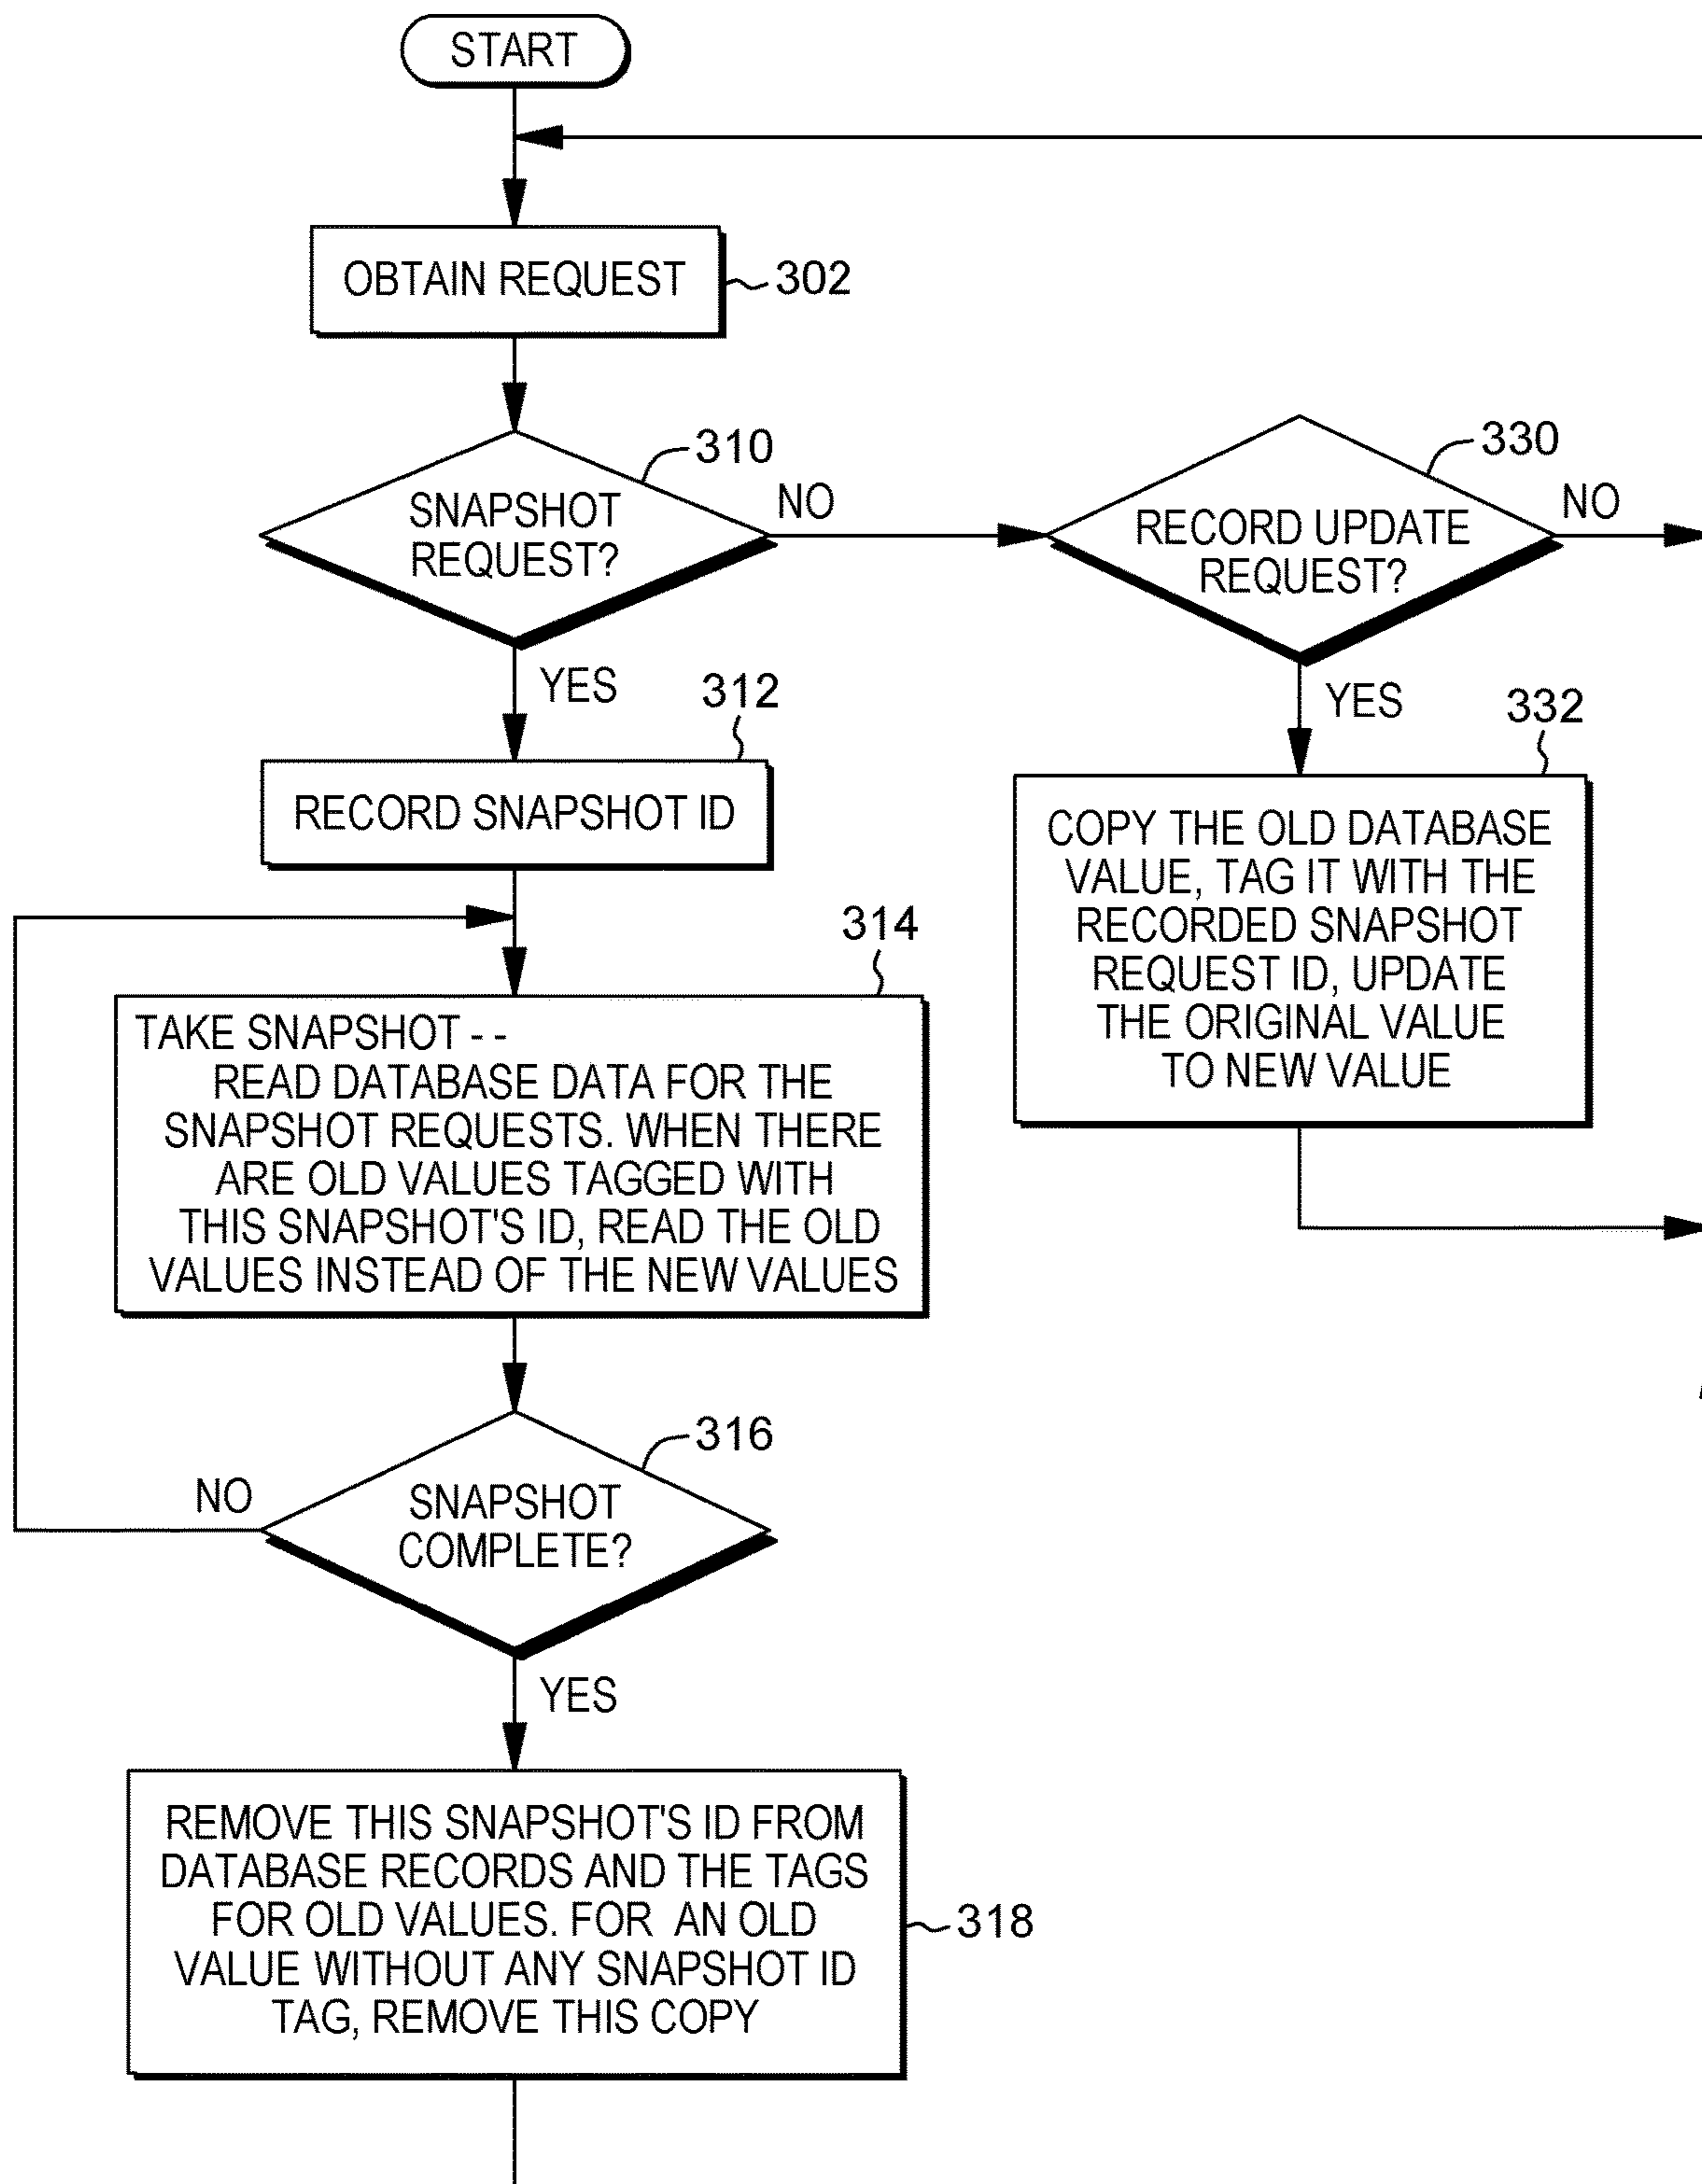 START
OBTAIN REQUEST
302
SNAPSHOT
REQUEST?
310
NO
RECORD UPDATE
REQUEST?
330
NO
YES
312
RECORD SNAPSHOT ID
YES
332
COPY THE OLD DATABASE
VALUE, TAG IT WITH THE
RECORDED SNAPSHOT
REQUEST ID, UPDATE
THE ORIGINAL VALUE
TO NEW VALUE
314
TAKE SNAPSHOT - -
READ DATABASE DATA FOR THE
SNAPSHOT REQUESTS. WHEN THERE
ARE OLD VALUES TAGGED WITH
THIS SNAPSHOT'S ID, READ THE OLD
VALUES INSTEAD OF THE NEW VALUES
316
NO
SNAPSHOT
COMPLETE?
YES
REMOVE THIS SNAPSHOT'S ID FROM
DATABASE RECORDS AND THE TAGS
FOR OLD VALUES. FOR AN OLD
VALUE WITHOUT ANY SNAPSHOT ID
TAG, REMOVE THIS COPY
318